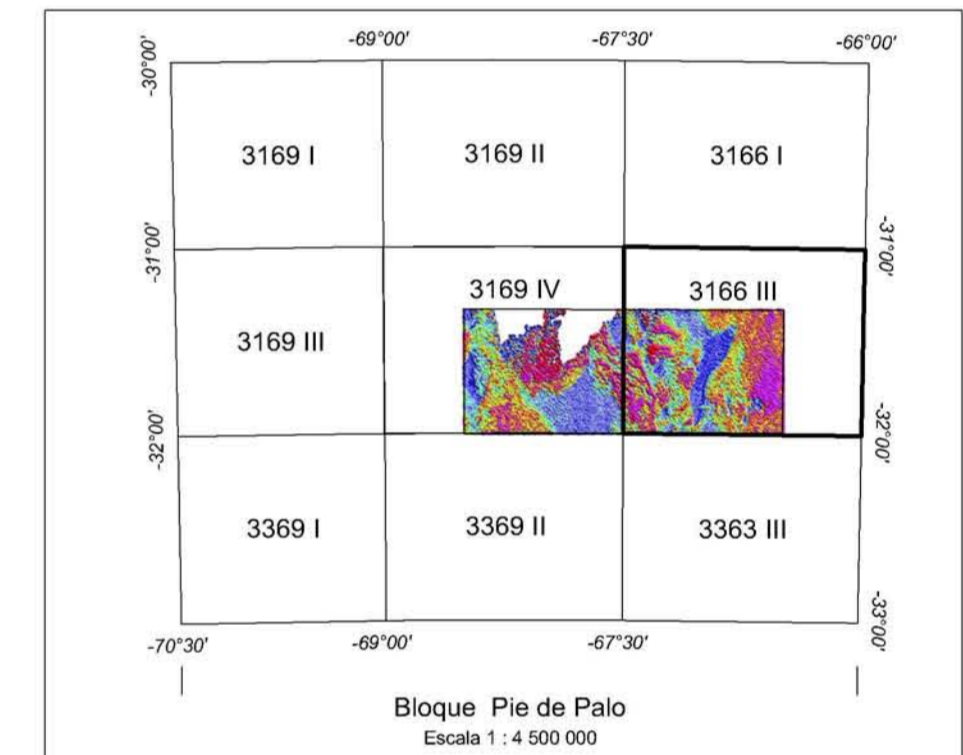 -69°00' -67°30' -66°00'
-30°00'
3169 I 3169 II 3166 I
-31°00' -31°00'
3169 IV 3166 III
3169 III
-32°00' -32°00'
3369 I 3369 II 3363 III
-33°00'
-70°30' -69°00' -67°30'
Bloque Pie de Palo
Escala 1 : 4 500 000